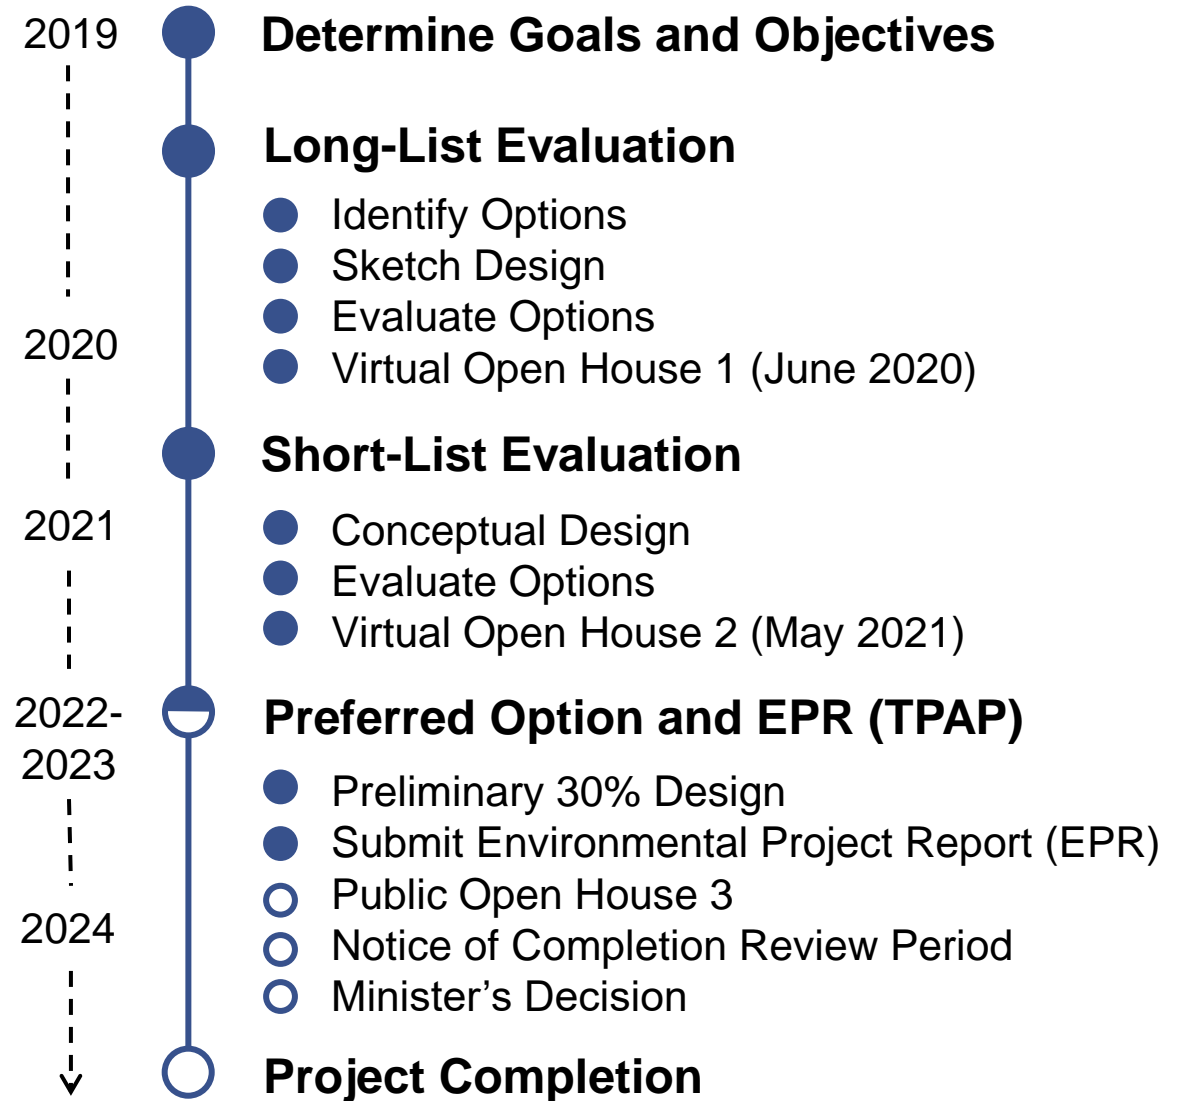 2019
Determine Goals and Objectives
Long-List Evaluation
Identify Options
Sketch Design
Evaluate Options
2020
Virtual Open House 1 (June 2020)
Short-List Evaluation
2021
Conceptual Design
Evaluate Options
Virtual Open House 2 (May 2021)
2022-
2023
Preferred Option and EPR (TPAP)
Preliminary 30% Design
Submit Environmental Project Report (EPR)
Public Open House 3
2024
Notice of Completion Review Period
Minister’s Decision
Project Completion